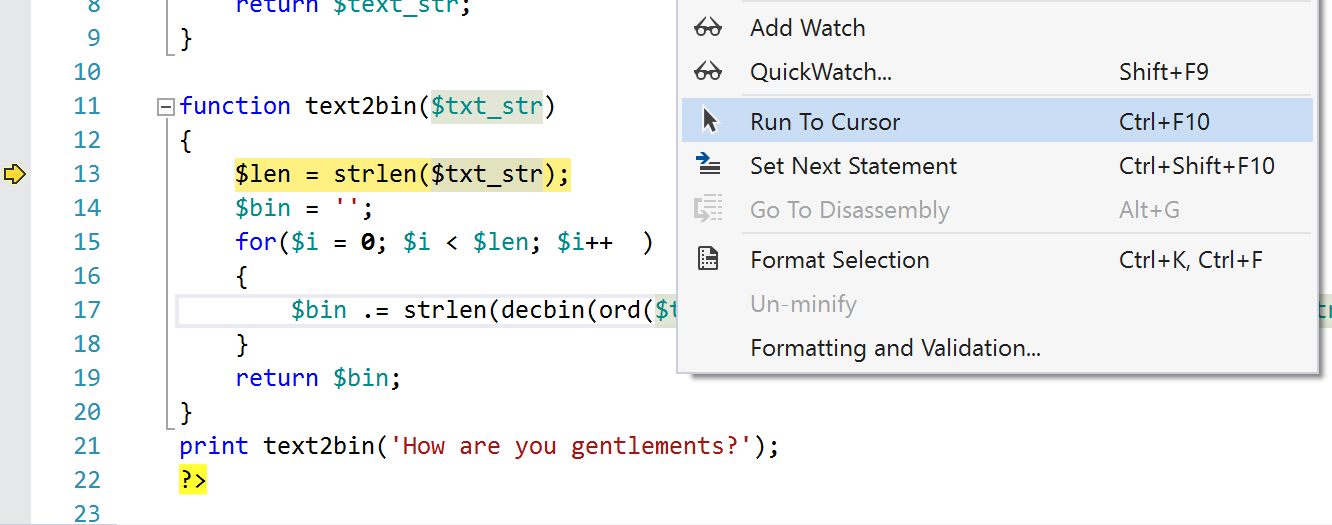 8 return $text_str;
9 }
10
11 function text2bin($txt_str)
12 {
13 $len = strlen($txt_str);
14 $bin = '';
15 for($i = 0; $i < $len; $i++ )
16 {
17 $bin .= strlen(decbin(ord($
18 }
19 return $bin;
20 }
21 print text2bin('How are you gentlements?');
22 ?>
23
Add Watch
QuickWatch... Shift+F9
Run To Cursor Ctrl+F10
Set Next Statement Ctrl+Shift+F10
Go To Disassembly Alt+G
Format Selection Ctrl+K, Ctrl+F
Un-minify
Formatting and Validation...